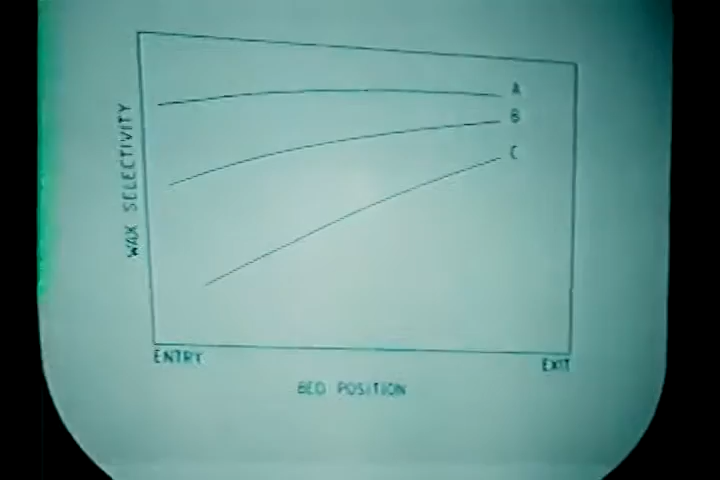 A
B
C
WAX SELECTIVITY
ENTRY
EXIT
BED POSITION